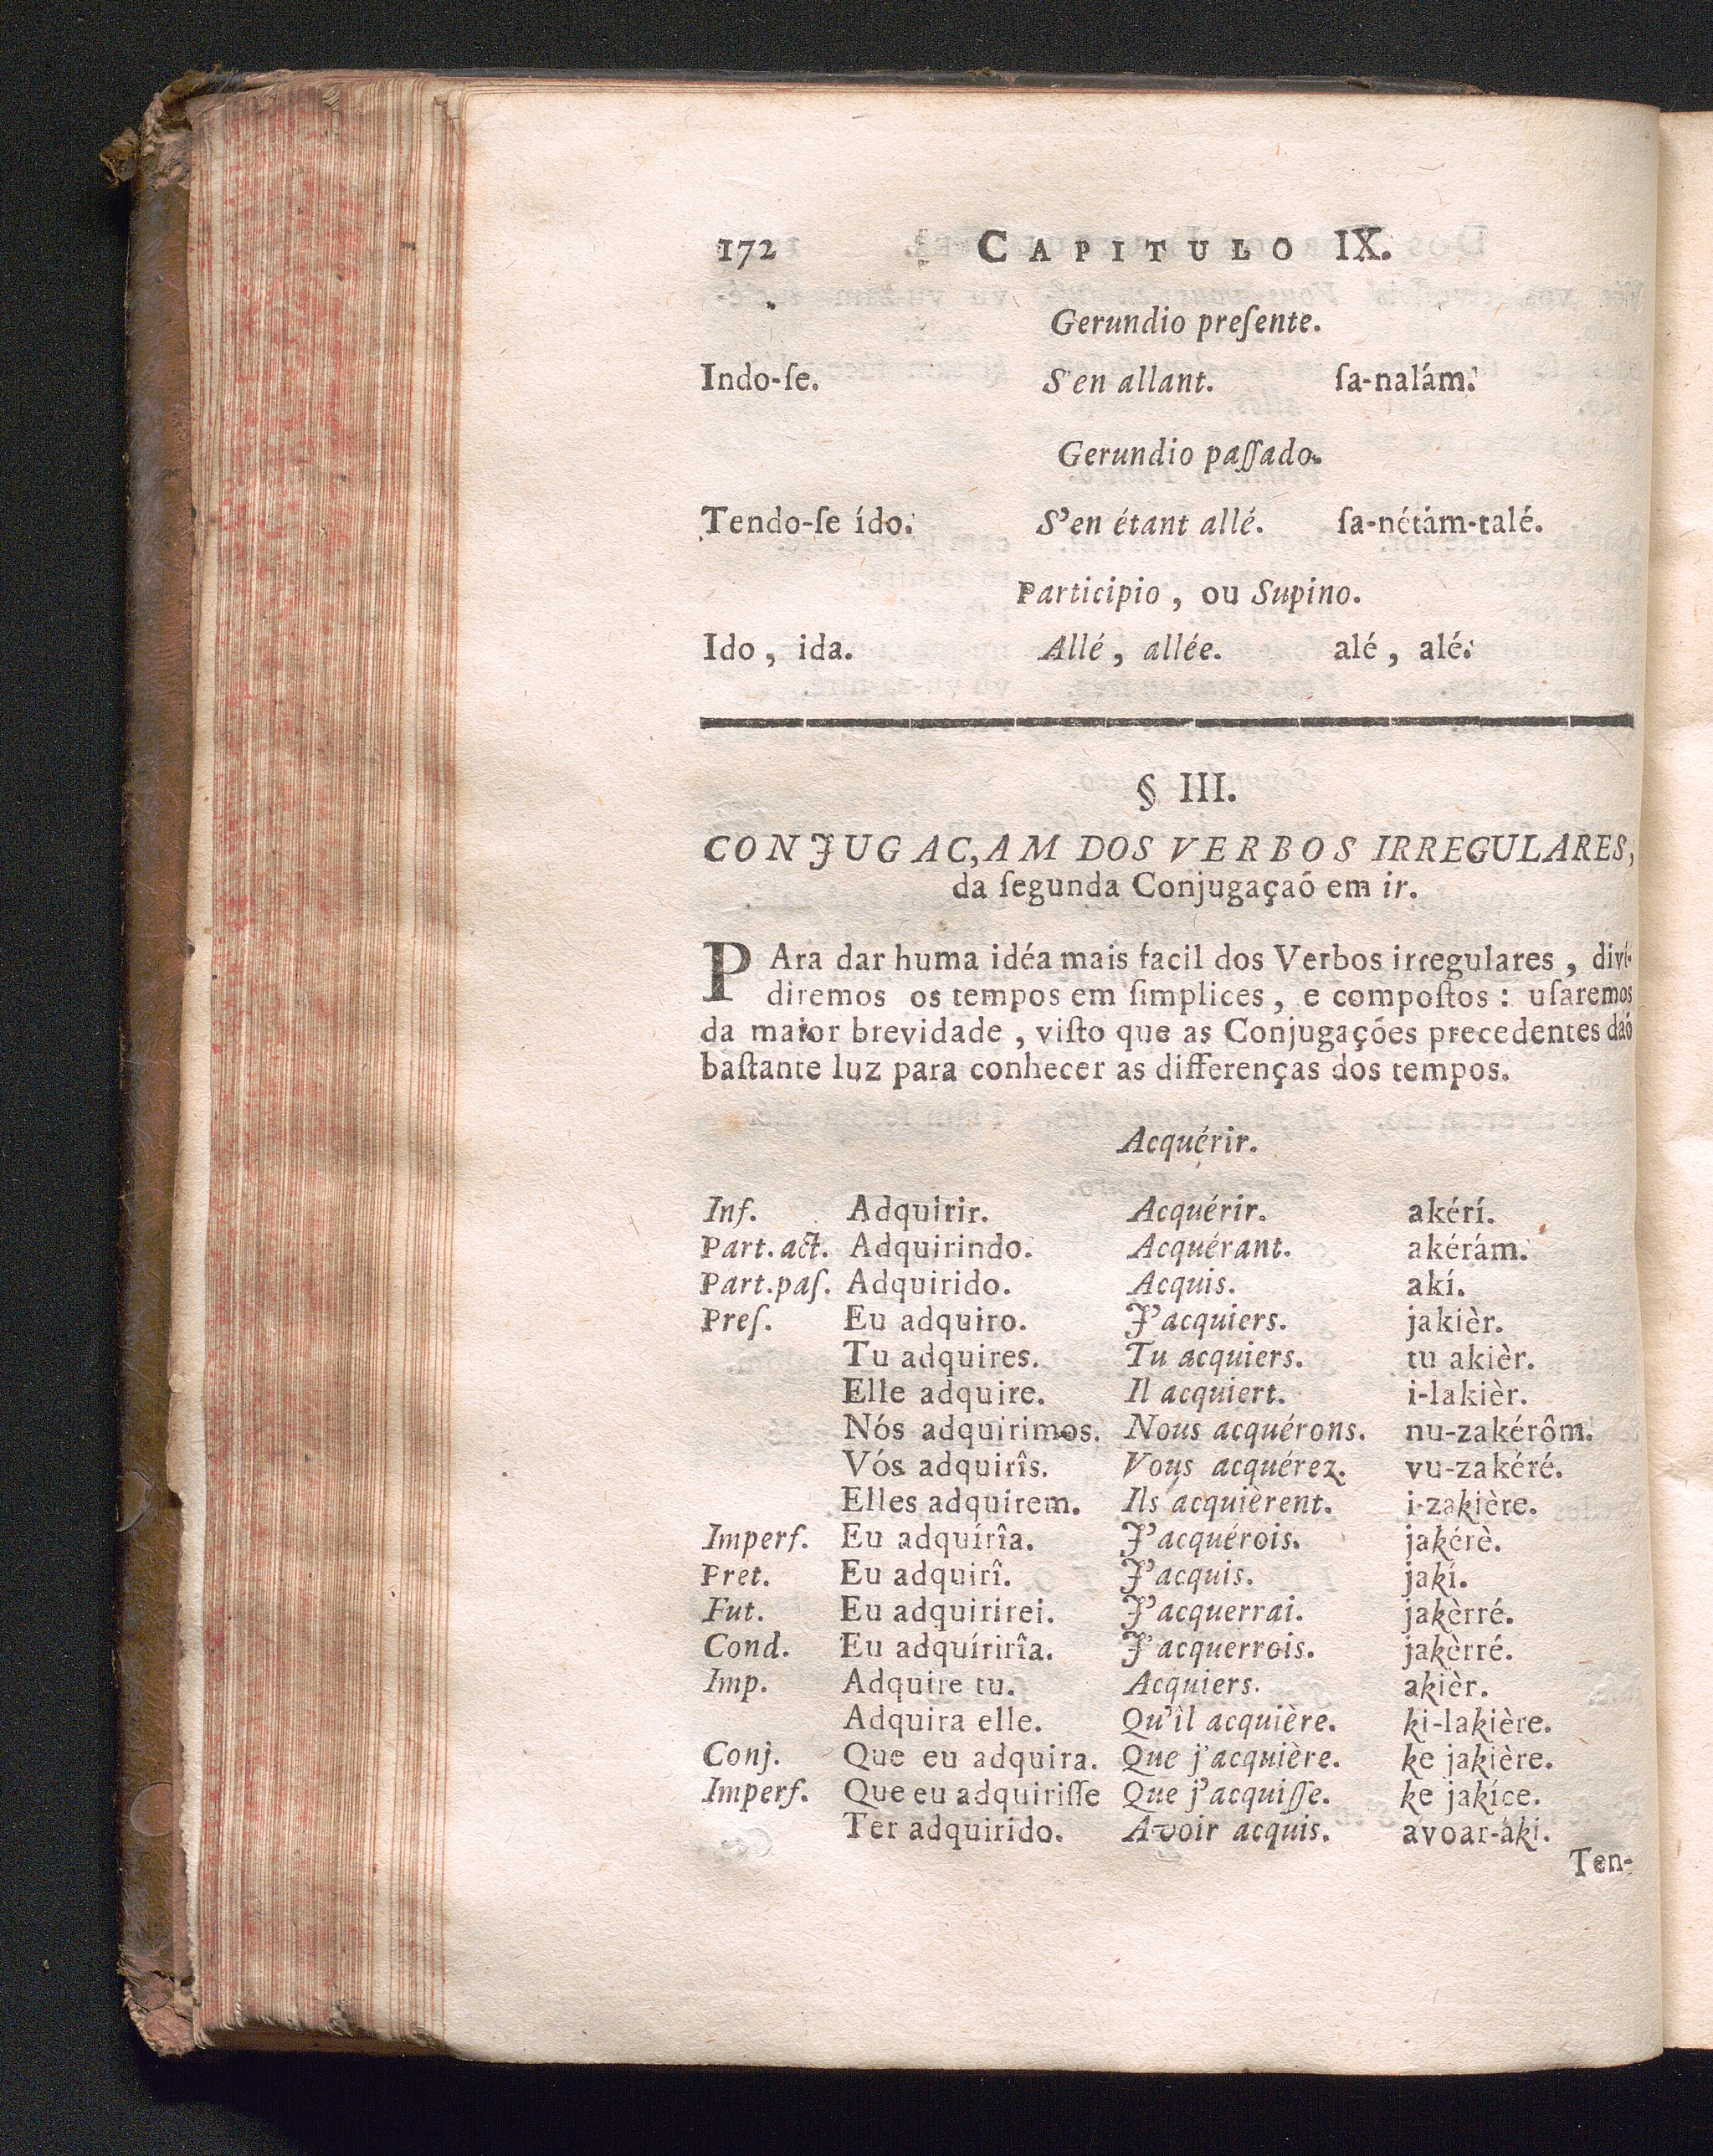 172 CAPITULO IX.
Gerundio preſente.
Indo-ſe. S'en allant. ſa-nalám.
Gerundio paſſado.
Tendo-ſe ído. S'en étant allé. ſa-nétám-talé.
Participio, ou Supino.
Ido, ida. Allé, allée. alé, alé.
§ III.
CONJUGAC,AM DOS VERBOS IRREGULARES,
da ſegunda Conjugaçaõ em ir.
PAra dar huma idéa mais facil dos Verbos irregulares, divi-
diremos os tempos em ſimplices, e compoſtos: uſaremos
da maior brevidade, viſto que as Conjugações precedentes daõ
baſtante luz para conhecer as differenças dos tempos.
Acquérir.
Inf. Adquirir. Acquérir. akérí.
Part. act. Adquirindo. Acquérant. akérám.
Part.paſ. Adquirido. Acquis. akí.
Preſ. Eu adquiro. J'acquiers. jakièr.
Tu adquires. Tu acquiers. tu akièr.
Elle adquire. Il acquiert. i-lakièr.
Nós adquirimos. Nous acquérons. nu-zakérôm.
Vós adquirîs. Vous acquérez. vu-zakéré.
Elles adquirem. Ils acquièrent. i-zakière.
Imperf. Eu adquírîa. J'acquérois. jakérè.
Pret. Eu adquirî. J'acquis. jakí.
Fut. Eu adquirirei. J'acquerrai. jakèrré.
Cond. Eu adquírirîa. J'acquerrois. jakèrré.
Imp. Adquire tu. Acquiers. akièr.
Adquira elle. Qu'il acquière. ki-lakière.
Conj. Que eu adquira. Que j'acquière. ke jakière.
Imperf. Que eu adquiriſſe Que j'acquiſſe. ke jakíce.
Ter adquirido. Avoir acquis. avoar-áki.
Ten-